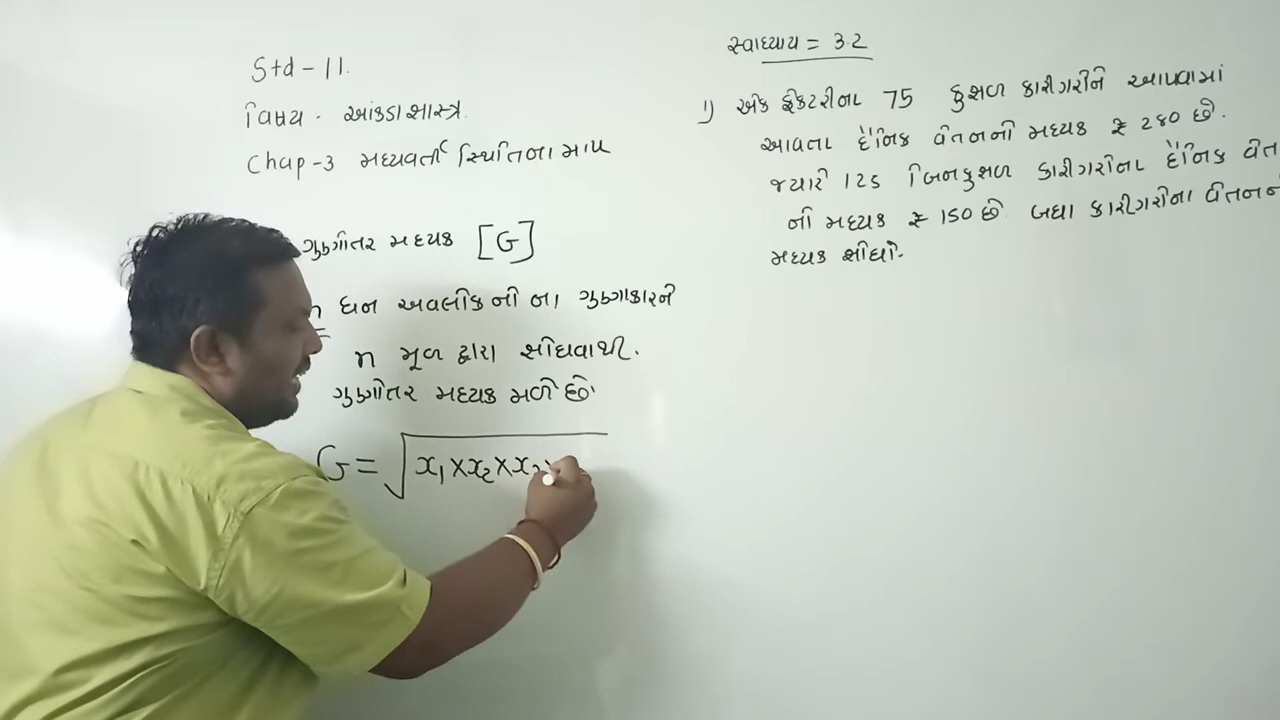 Std - 11.
વિષય - આંકડાશાસ્ત્ર.
Chap - 3 મધ્યવર્તી સ્થિતિના માપ
ગુણોત્તર મધ્યક [G]
n ધન અવલોકનોના ગુણાકારને
n મૂળ દ્વારા શોધવાથી.
ગુણોત્તર મધ્યક મળે છે.
G = √x₁ × x₂ × x₃ ×
સ્વાધ્યાય = 3.2
1) એક ફેક્ટરીના 75 કુશળ કારીગરોને આપવામાં
આવતા દૈનિક વેતનનો મધ્યક ₹ 280 છે.
જ્યારે 125 બિનકુશળ કારીગરોના દૈનિક
નો મધ્યક ₹ 150 છે બધા કારીગરોના વેતનનો
મધ્યક શોધો.